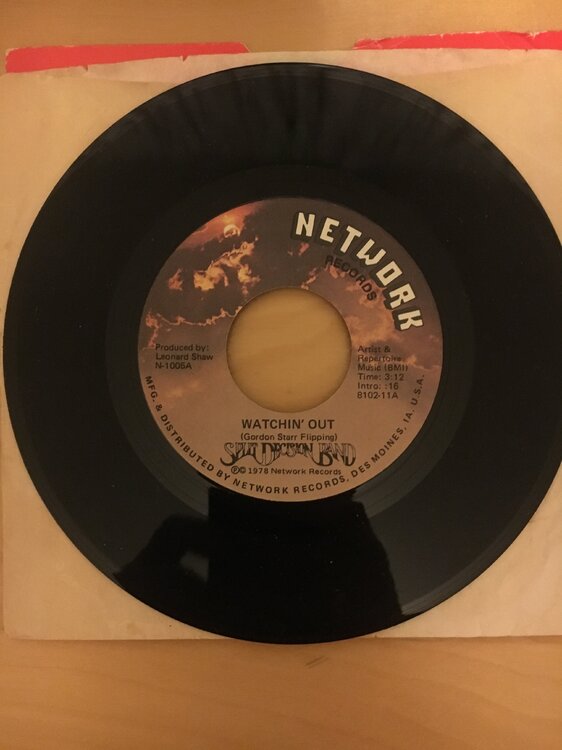 NETWORK
RECORDS
Produced by:
Leonard Shaw
N-1005A
Artist &
Repertoire
Music (BMI)
Time: 3:12
Intro: :16
8102-11A
WATCHIN' OUT
(Gordon Starr Flipping)
SPLIT DECISION BAND
℗© 1978 Network Records
MFG. & DISTRIBUTED BY NETWORK RECORDS, DES MOINES, IA. U.S.A.